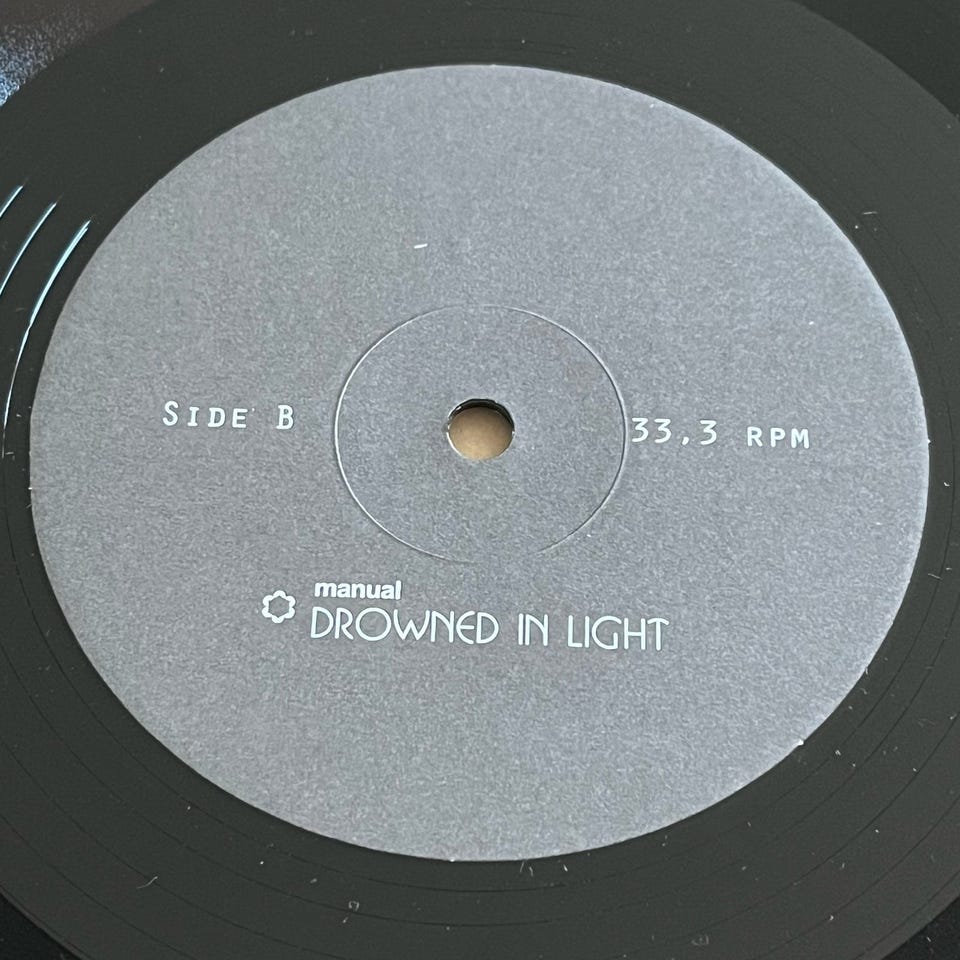 SIDE B
33,3 RPM
manual
DROWNED IN LIGHT